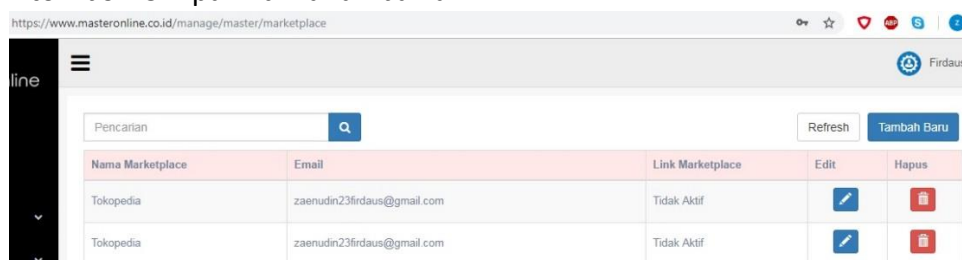 https://www.masteronline.co.id/manage/master/marketplace
ABP
S
line
Firdaus
Pencarian
Refresh
Tambah Baru
Nama Marketplace Email Link Marketplace Edit Hapus
Tokopedia zaenudin23firdaus@gmail.com Tidak Aktif
Tokopedia zaenudin23firdaus@gmail.com Tidak Aktif